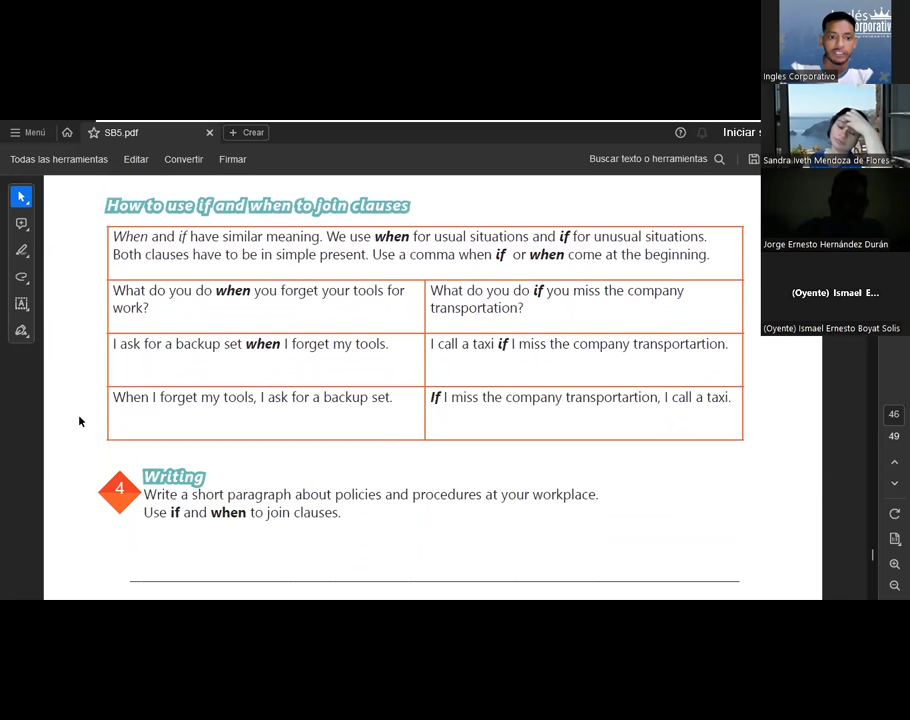 Menú
SB5.pdf
Crear
Iniciar s
Todas las herramientas
Editar
Convertir
Firmar
Buscar texto o herramientas
How to use if and when to join clauses
When and if have similar meaning. We use when for usual situations and if for unusual situations.
Both clauses have to be in simple present. Use a comma when if or when come at the beginning.
What do you do when you forget your tools for
work?
What do you do if you miss the company
transportation?
I ask for a backup set when I forget my tools.
I call a taxi if I miss the company transportartion.
When I forget my tools, I ask for a backup set.
If I miss the company transportartion, I call a taxi.
4
Writing
Write a short paragraph about policies and procedures at your workplace.
Use if and when to join clauses.
Ingles Corporativo
Sandra Iveth Mendoza de Flores
Jorge Ernesto Hernández Durán
(Oyente) Ismael E...
(Oyente) Ismael Ernesto Boyat Solis
46
49